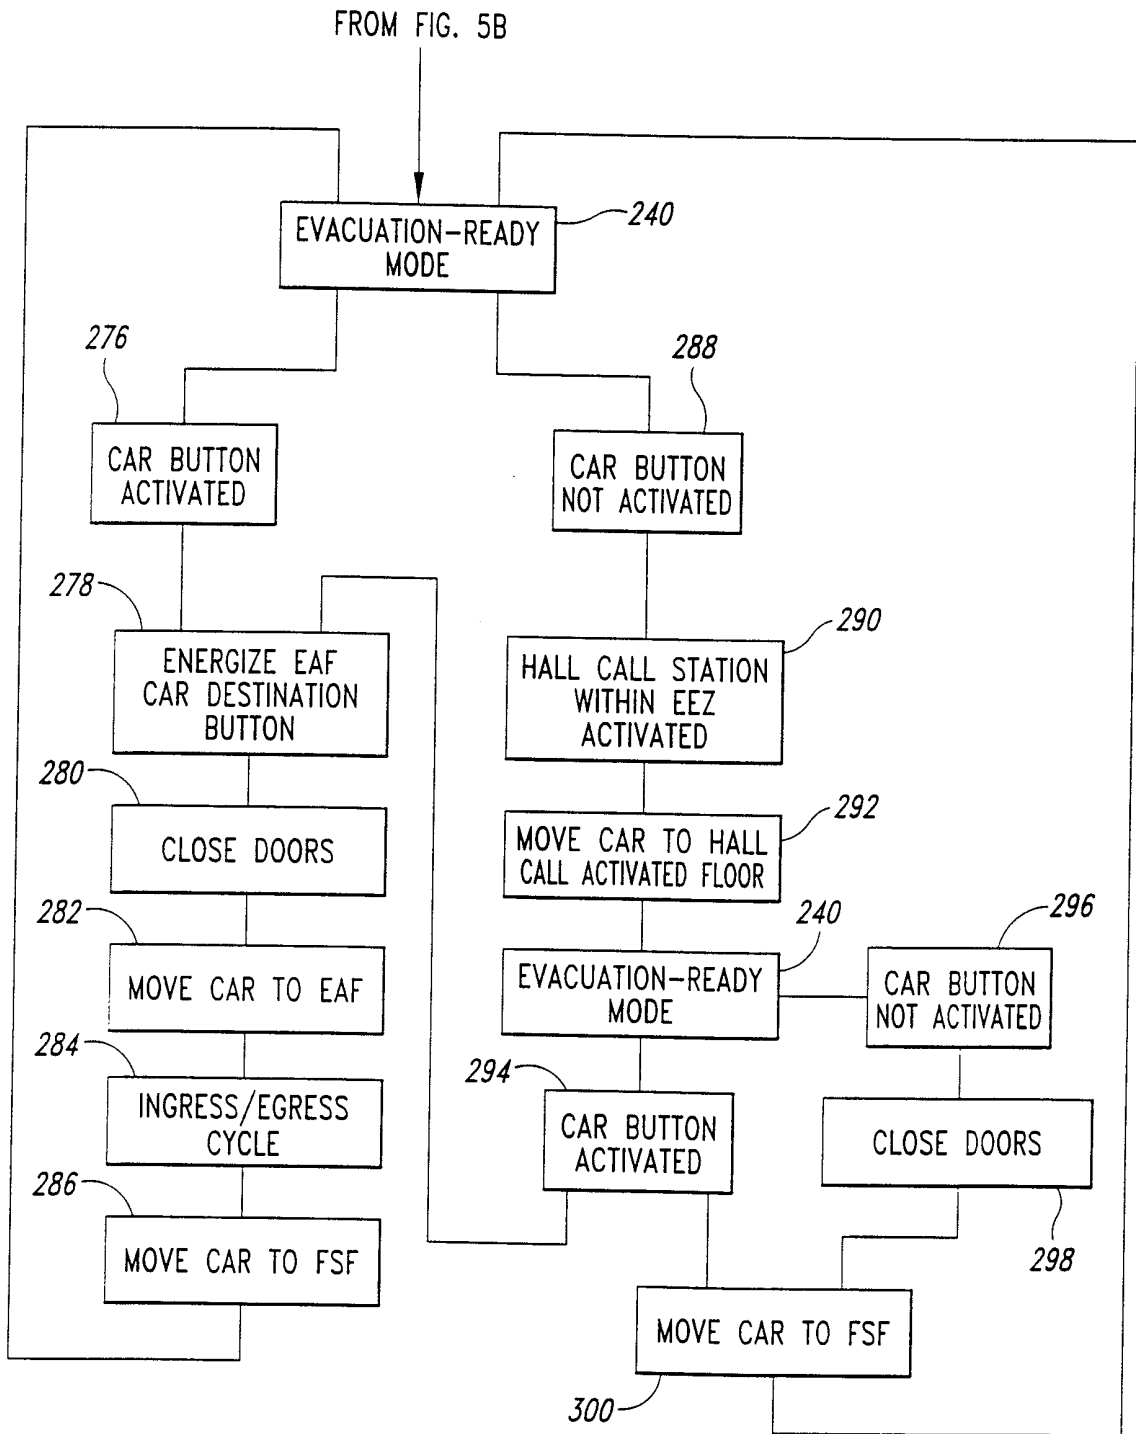 FROM FIG. 5B
EVACUATION-READY
MODE
240
276
CAR BUTTON
ACTIVATED
288
CAR BUTTON
NOT ACTIVATED
278
ENERGIZE EAF
CAR DESTINATION
BUTTON
290
HALL CALL STATION
WITHIN EEZ
ACTIVATED
280
CLOSE DOORS
292
MOVE CAR TO HALL
CALL ACTIVATED FLOOR
282
MOVE CAR TO EAF
240
EVACUATION-READY
MODE
296
CAR BUTTON
NOT ACTIVATED
284
INGRESS/EGRESS
CYCLE
294
CAR BUTTON
ACTIVATED
CLOSE DOORS
298
286
MOVE CAR TO FSF
MOVE CAR TO FSF
300